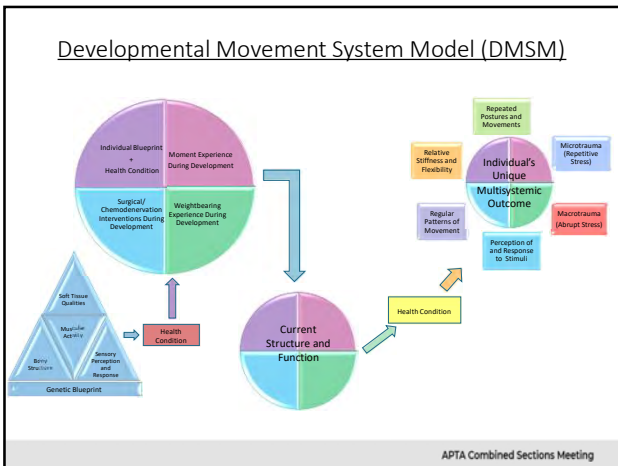 Developmental Movement System Model (DMSM)
Individual Blueprint
+
Health Condition
Moment Experience
During Development
Surgical/
Chemodenervation
Interventions During
Development
Weightbearing
Experience During
Development
Soft Tissue
Qualities
Muscular
Activity
Bony
Structure
Sensory
Perception
and
Response
Genetic Blueprint
Health
Condition
Current
Structure and
Function
Health Condition
Repeated
Postures and
Movements
Relative
Stiffness and
Flexibility
Microtrauma
(Repetitive
Stress)
Individual's
Unique
Multisystemic
Outcome
Regular
Patterns of
Movement
Macrotrauma
(Abrupt Stress)
Perception of
and Response
to Stimuli
APTA Combined Sections Meeting